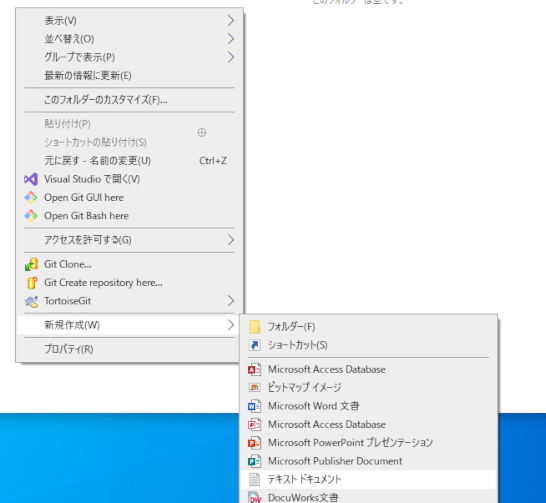 このフォルダーは空です。
表示(V)
並べ替え(O)
グループで表示(P)
最新の情報に更新(E)
このフォルダーのカスタマイズ(F)...
貼り付け(P)
ショートカットの貼り付け(S)
元に戻す - 名前の変更(U) Ctrl+Z
Visual Studio で開く(V)
Open Git GUI here
Open Git Bash here
アクセスを許可する(G)
Git Clone...
Git Create repository here...
TortoiseGit
新規作成(W)
プロパティ(R)
フォルダー(F)
ショートカット(S)
Microsoft Access Database
ビットマップ イメージ
Microsoft Word 文書
Microsoft Access Database
Microsoft PowerPoint プレゼンテーション
Microsoft Publisher Document
テキスト ドキュメント
DocuWorks文書